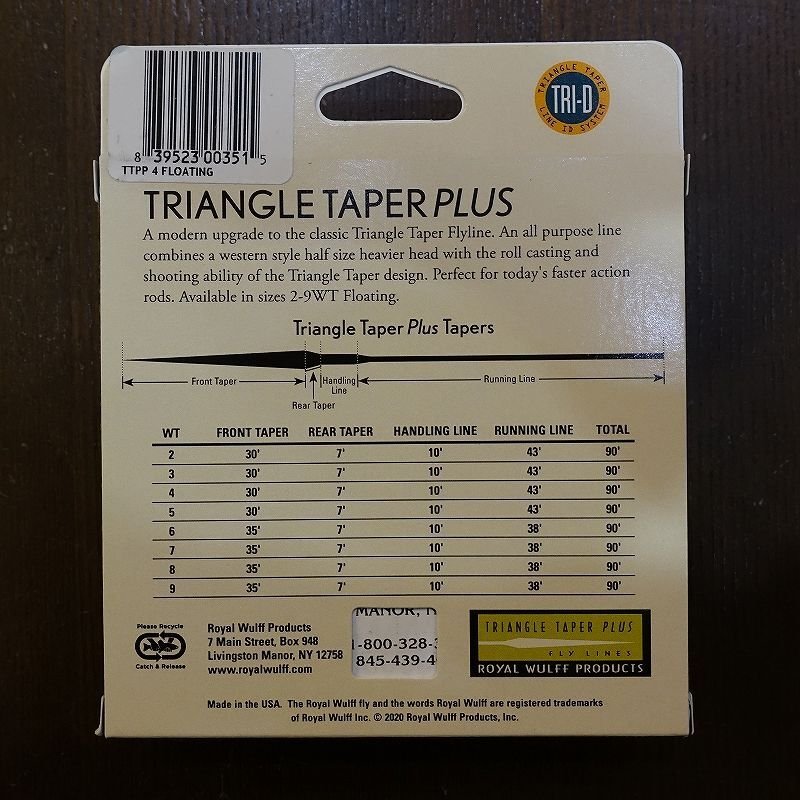 8 39523 00351 5
TTPP 4 FLOATING
TRIANGLE TAPER
TRI-D
LINE ID SYSTEM
TRIANGLE TAPER PLUS
A modern upgrade to the classic Triangle Taper Flyline. An all purpose line
combines a western style half size heavier head with the roll casting and
shooting ability of the Triangle Taper design. Perfect for today's faster action
rods. Available in sizes 2-9WT Floating.
Triangle Taper Plus Tapers
Front Taper Handling Running Line
Line
Rear Taper
WT FRONT TAPER REAR TAPER HANDLING LINE RUNNING LINE TOTAL
2 30' 7' 10' 43' 90'
3 30' 7' 10' 43' 90'
4 30' 7' 10' 43' 90'
5 30' 7' 10' 43' 90'
6 35' 7' 10' 38' 90'
7 35' 7' 10' 38' 90'
8 35' 7' 10' 38' 90'
9 35' 7' 10' 38' 90'
Please Recycle
Catch & Release
Royal Wulff Products
7 Main Street, Box 948
Livingston Manor, NY 12758
www.royalwulff.com
MANOR, N
1-800-328-3
845-439-4
TRIANGLE TAPER PLUS
FLY LINES
ROYAL WULFF PRODUCTS
Made in the USA. The Royal Wulff fly and the words Royal Wulff are registered trademarks
of Royal Wulff Inc. © 2020 Royal Wulff Products, Inc.